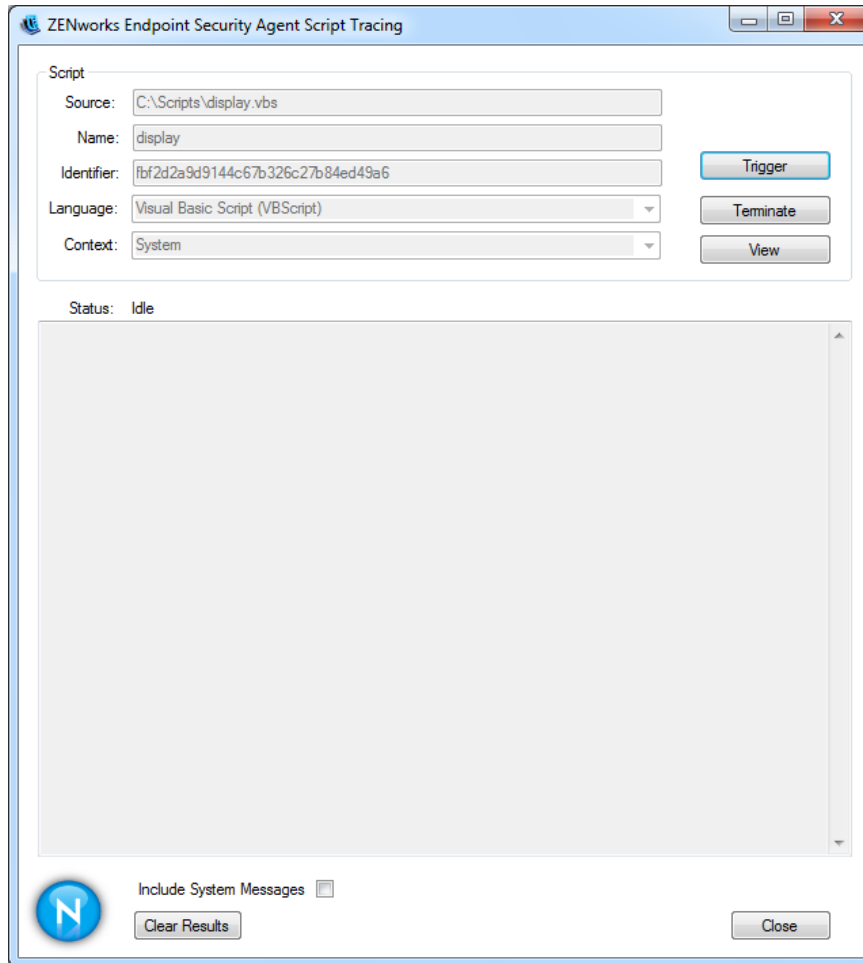 ZENworks Endpoint Security Agent Script Tracing
Script
Source: C:\Scripts\display.vbs
Name: display
Identifier: fbf2d2a9d9144c67b326c27b84ed49a6
Trigger
Language: Visual Basic Script (VBScript)
Terminate
Context: System
View
Status: Idle
Include System Messages
N
Clear Results
Close